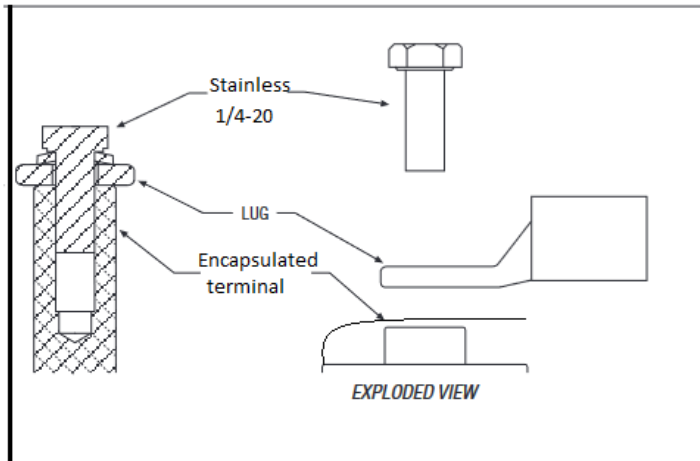 Stainless
1/4-20
LUG
Encapsulated
terminal
EXPLODED VIEW